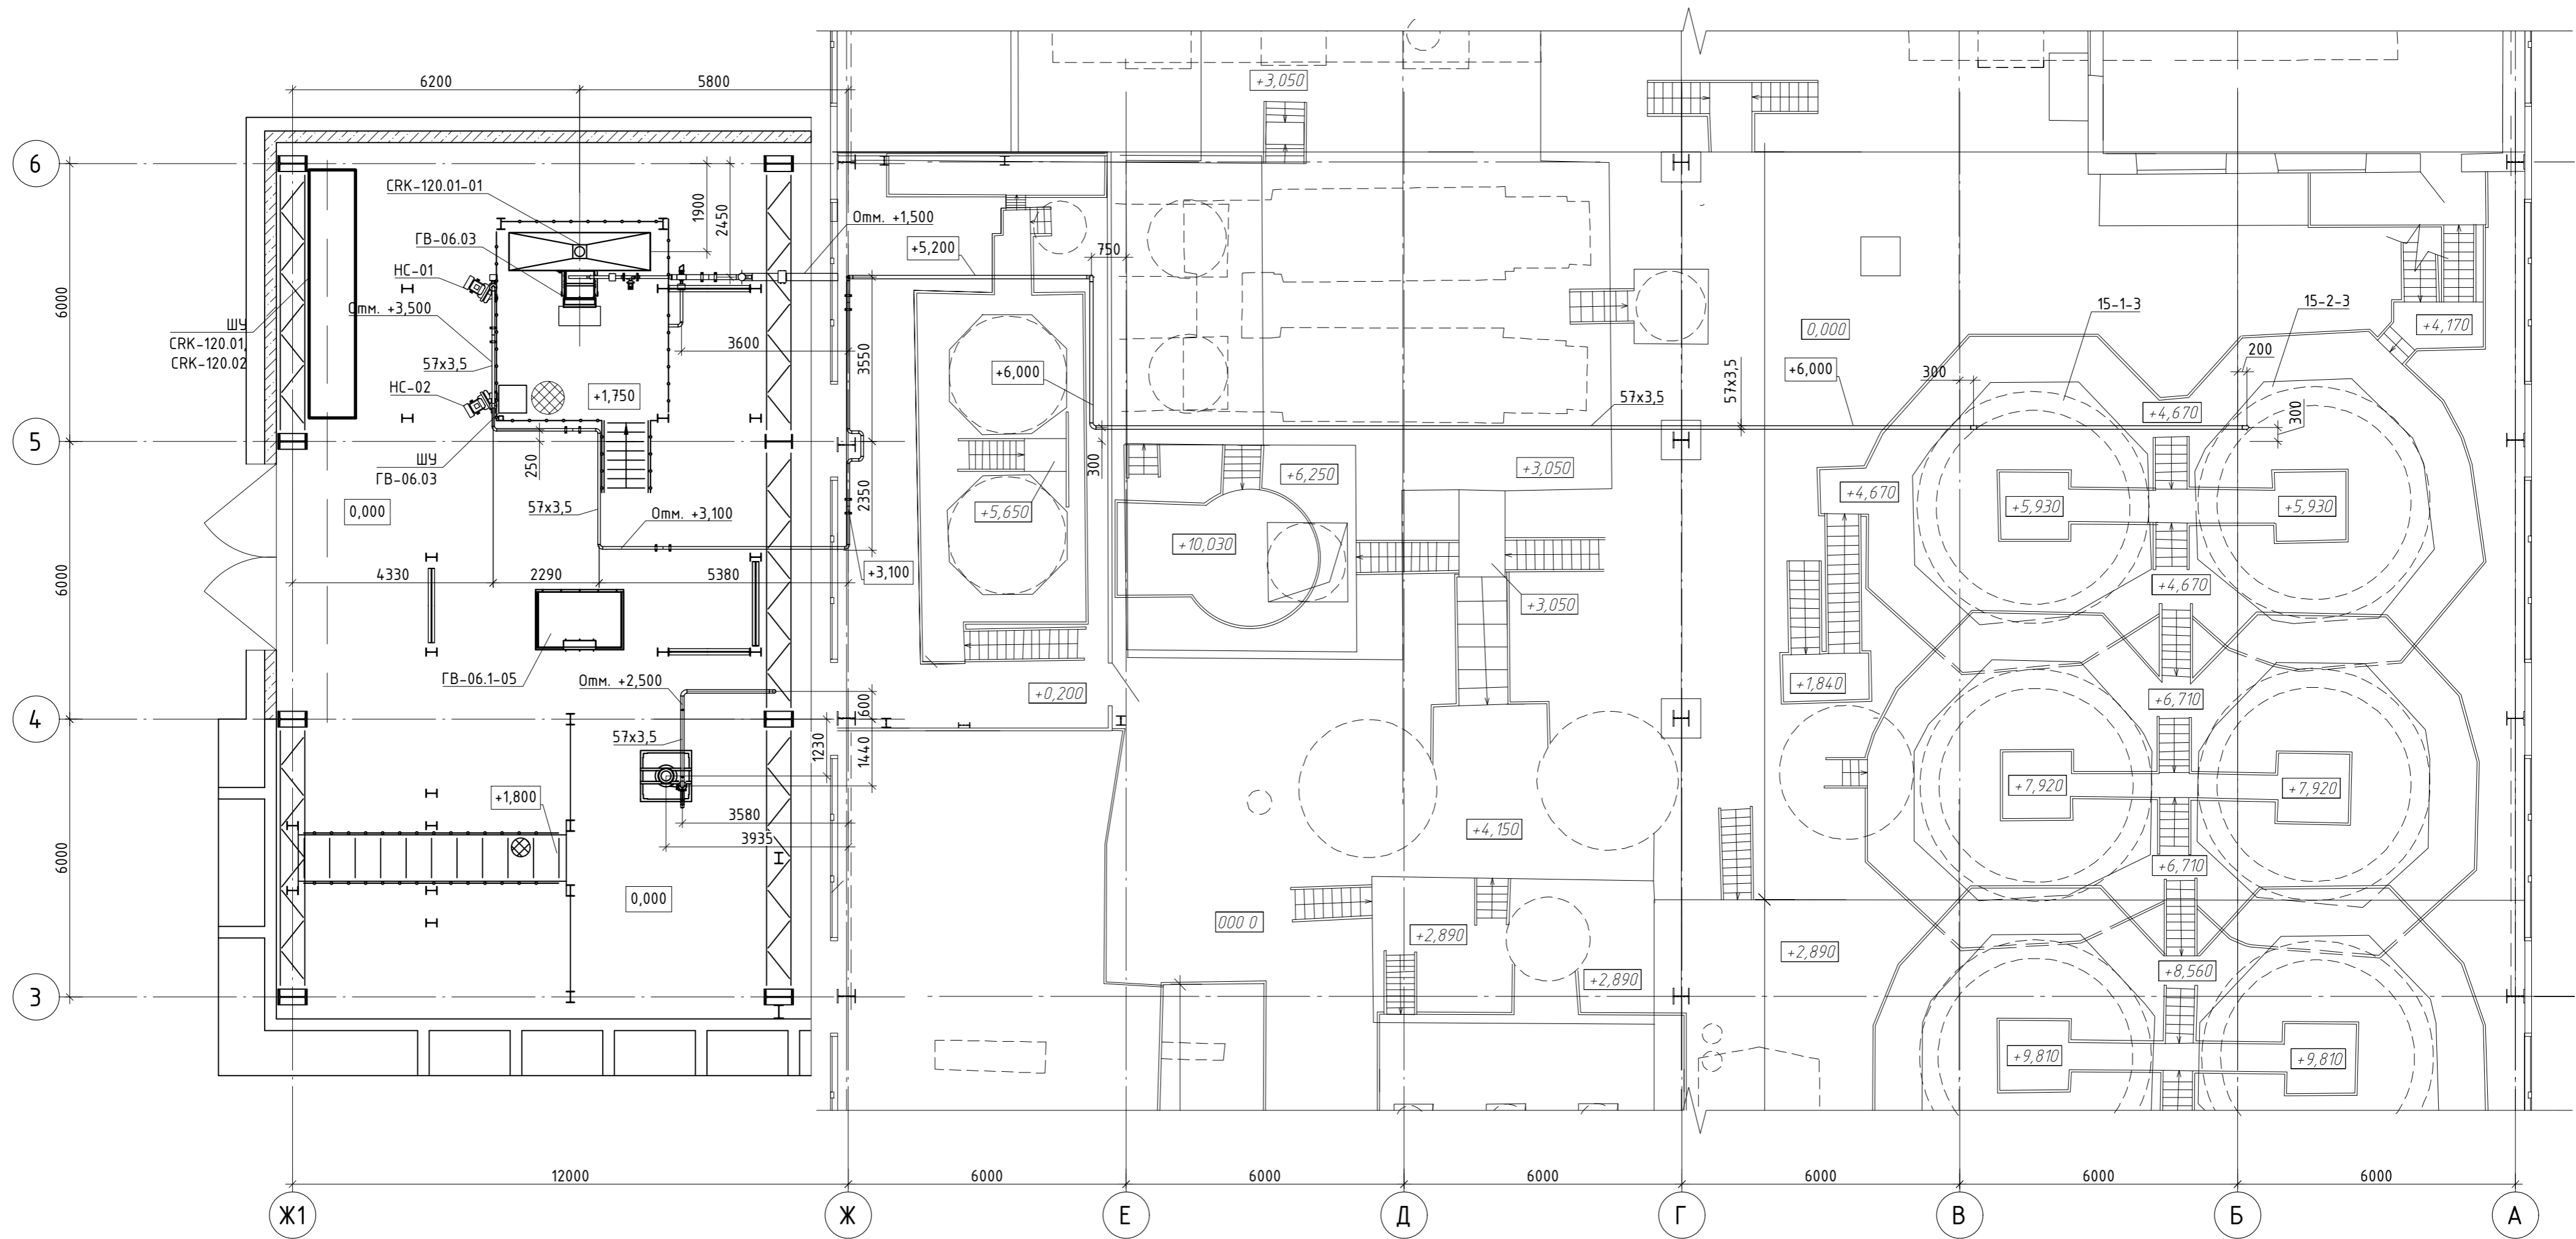 6200
5800
+3,050
6
CRK-120.01-01
1900
2450
Отм. +1,500
ГВ-06.03
+5,200
750
НС-01
6000
Отм. +3,500
ШУ
CRK-120.01,
CRK-120.02
3600
3550
57x3,5
НС-02
+1,750
+6,000
0,000
15-1-3
15-2-3
+4,170
57x3,5
+6,000
300
200
57x3,5
+4,670
300
5
ШУ
ГВ-06.03
250
300
+6,250
+3,050
0,000
57x3,5
Отм. +3,100
2350
+5,650
+4,670
+5,930
+5,930
+10,030
6000
4330
2290
5380
+3,100
+4,670
+3,050
ГВ-06.1-05
Отм. +2,500
+0,200
+1,840
+6,710
600
4
57x3,5
1230
1440
+7,920
+7,920
+1,800
3580
3935
+4,150
6000
+6,710
0,000
000 0
+2,890
+2,890
+2,890
+8,560
3
+9,810
+9,810
12000
6000
6000
6000
6000
6000
6000
Ж1
Ж
Е
Д
Г
В
Б
А